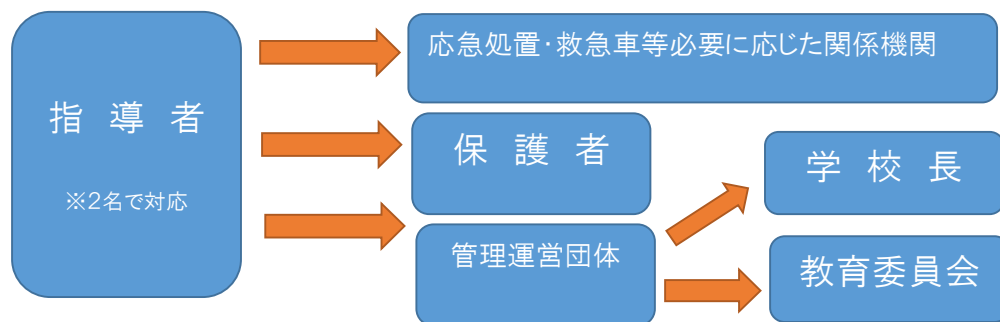 指 導 者
※2名で対応
応急処置・救急車等必要に応じた関係機関
保 護 者
管理運営団体
学 校 長
教育委員会